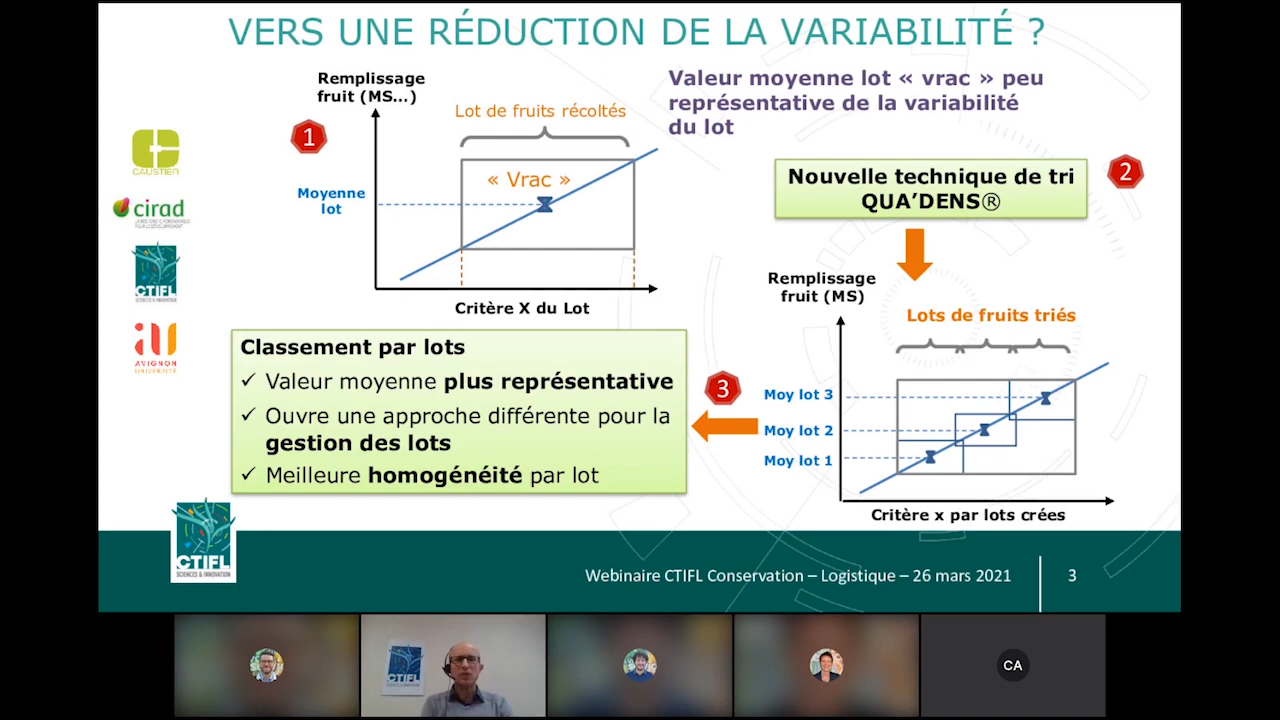 VERS UNE RÉDUCTION DE LA VARIABILITÉ ?
Remplissage
fruit (MS...)
Lot de fruits récoltés
1
« Vrac »
Moyenne
lot
Critère X du Lot
Valeur moyenne lot « vrac » peu
représentative de la variabilité
du lot
Nouvelle technique de tri
QUA’DENS®
2
Remplissage
fruit (MS)
Lots de fruits triés
Moy lot 3
Moy lot 2
Moy lot 1
Critère x par lots crées
3
Classement par lots
✓ Valeur moyenne plus représentative
✓ Ouvre une approche différente pour la
gestion des lots
✓ Meilleure homogénéité par lot
CAUSTIER
cirad
CTIFL
SCIENCES & INNOVATION
AVIGNON
UNIVERSITÉ
CTIFL
SCIENCES & INNOVATION
Webinaire CTIFL Conservation – Logistique – 26 mars 2021
3
CTIFL
CA